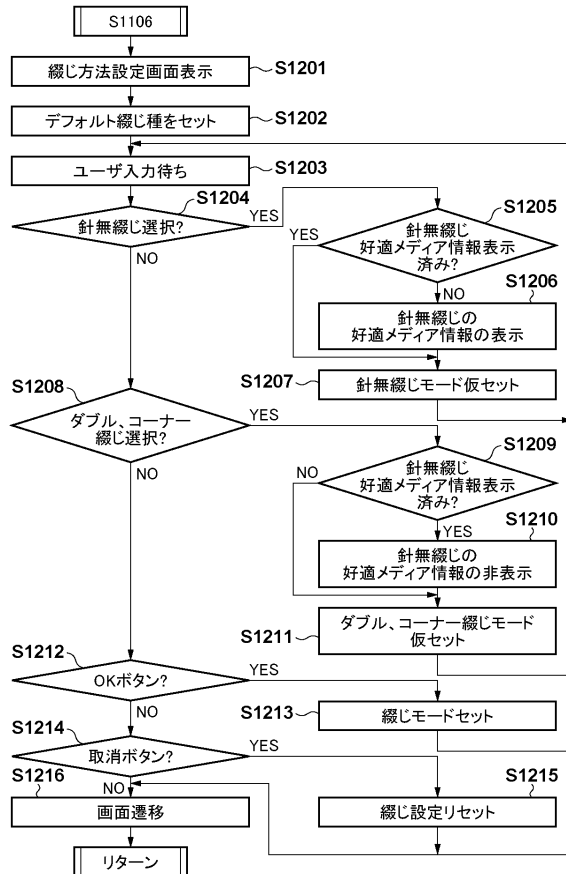 S1106
綴じ方法設定画面表示
S1201
デフォルト綴じ種をセット
S1202
ユーザ入力待ち
S1203
S1204
針無綴じ選択?
YES
NO
S1205
針無綴じ
好適メディア情報表示
済み?
YES
NO
S1206
針無綴じの
好適メディア情報の表示
S1207
針無綴じモード仮セット
S1208
ダブル、コーナー
綴じ選択?
YES
NO
S1209
針無綴じ
好適メディア情報表示
済み?
NO
YES
S1210
針無綴じの
好適メディア情報の非表示
S1211
ダブル、コーナー綴じモード
仮セット
S1212
OKボタン?
YES
NO
S1213
綴じモードセット
S1214
取消ボタン?
YES
NO
S1215
綴じ設定リセット
S1216
画面遷移
リターン